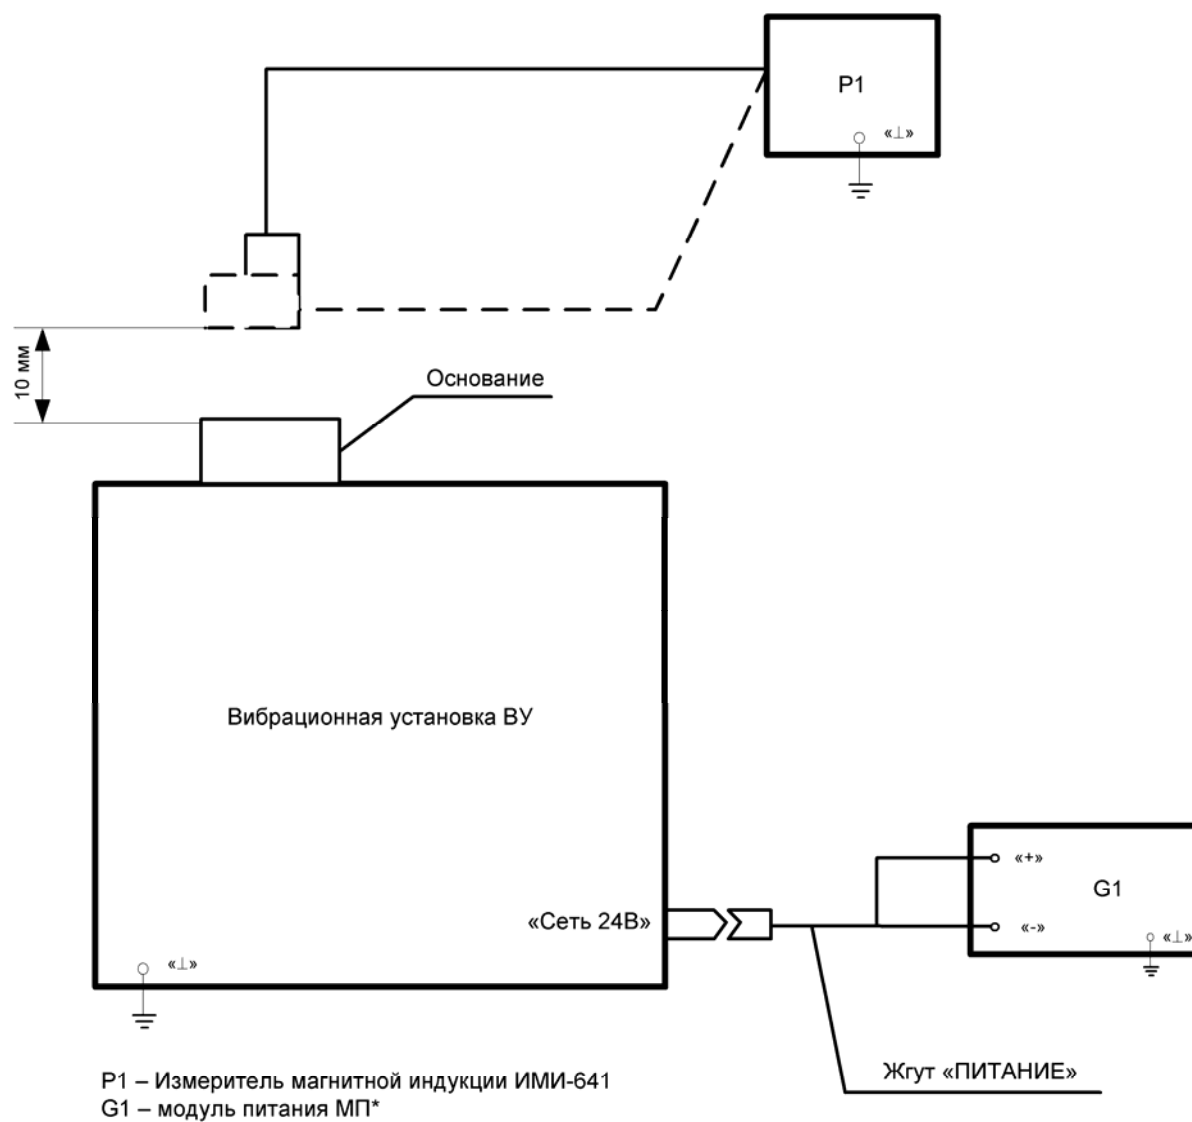 P1
«⊥»
10 мм
Основание
Вибрационная установка ВУ
«+»
G1
«Сеть 24В»
«-»
«⊥»
«⊥»
Жгут «ПИТАНИЕ»
P1 – Измеритель магнитной индукции ИМИ-641
G1 – модуль питания МП*